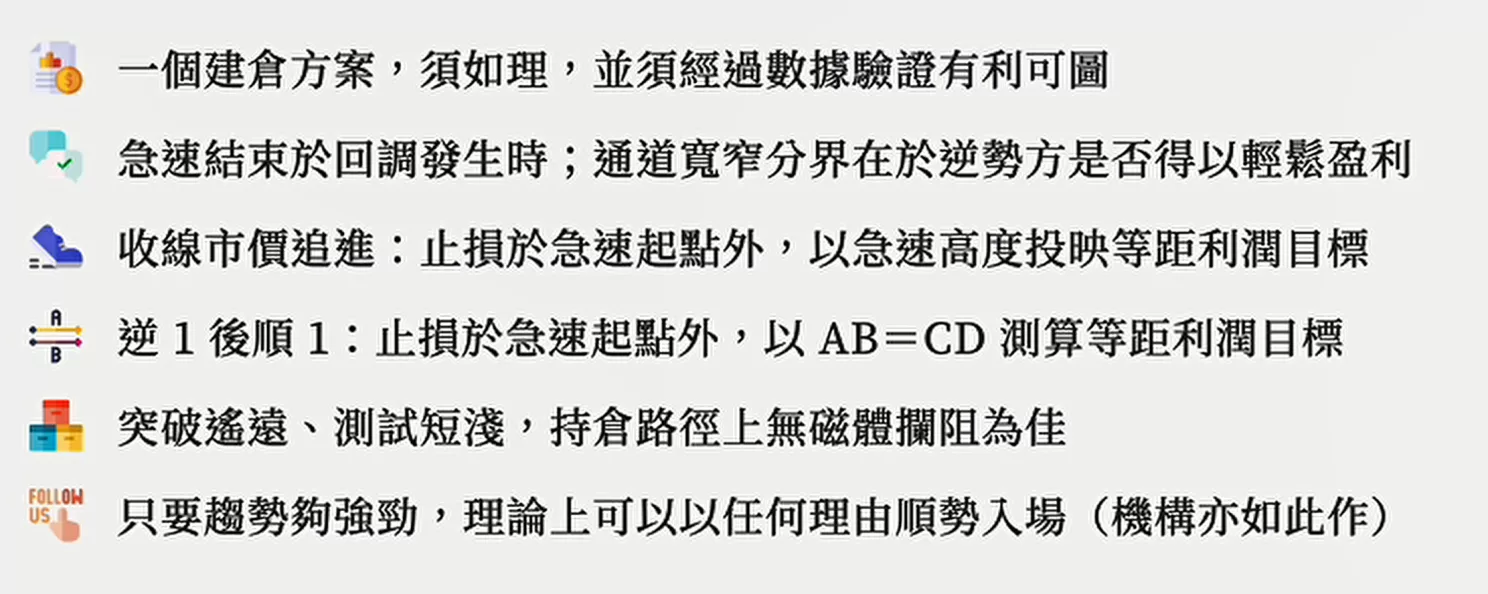 一個建倉方案，須如理，並須經過數據驗證有利可圖
急速結束於回調發生時；通道寬窄分界在於逆勢方是否得以輕鬆盈利
收線市價追進：止損於急速起點外，以急速高度投映等距利潤目標
A
B
逆 1 後順 1：止損於急速起點外，以 AB＝CD 測算等距利潤目標
突破遙遠、測試短淺，持倉路徑上無磁體攔阻為佳
FOLLOW
US
只要趨勢夠強勁，理論上可以以任何理由順勢入場（機構亦如此作）